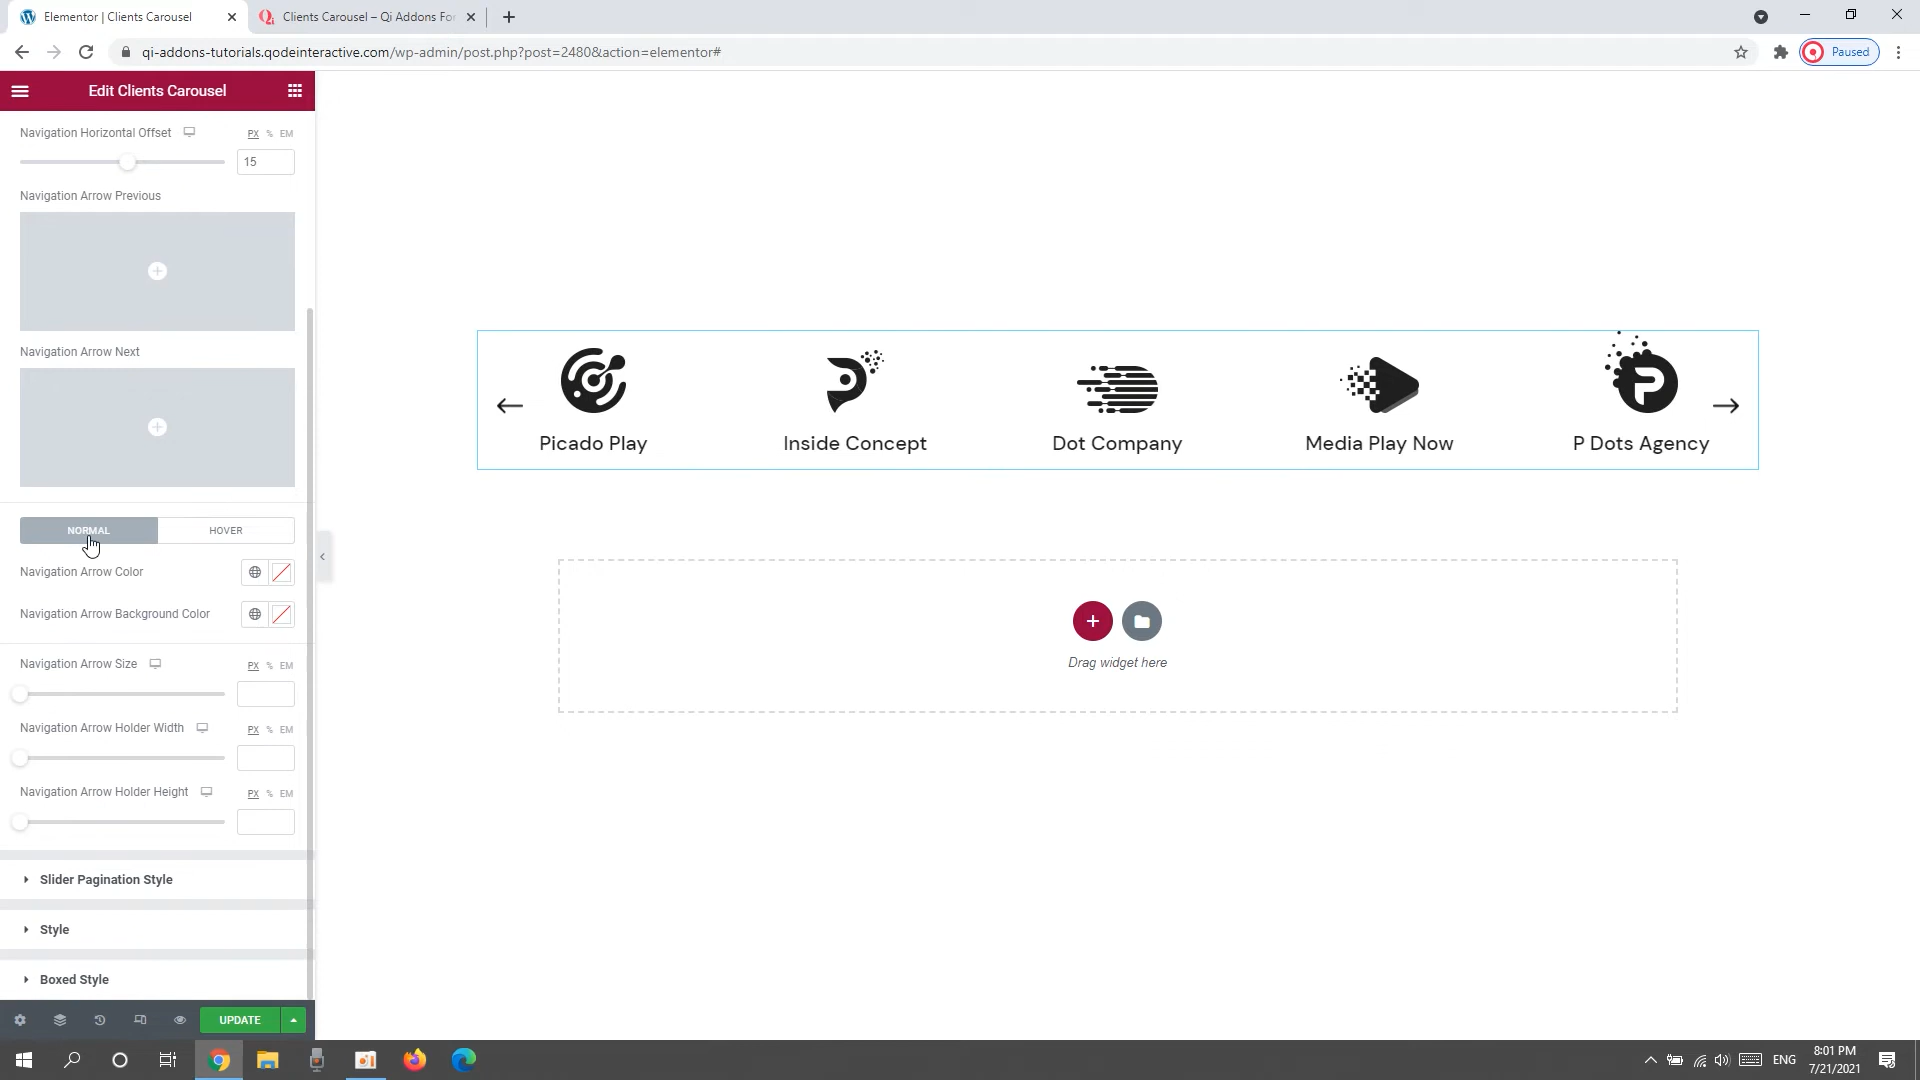 Elementor | Clients Carousel
Clients Carousel – Qi Addons For
qi-addons-tutorials.qodeinteractive.com/wp-admin/post.php?post=2480&action=elementor#
Paused
Edit Clients Carousel
Navigation Horizontal Offset PX % EM
15
Navigation Arrow Previous
Navigation Arrow Next
NORMAL HOVER
Navigation Arrow Color
Navigation Arrow Background Color
Navigation Arrow Size PX % EM
Navigation Arrow Holder Width PX % EM
Navigation Arrow Holder Height PX % EM
Slider Pagination Style
Style
Boxed Style
UPDATE
Picado Play
Inside Concept
Dot Company
Media Play Now
P Dots Agency
Drag widget here
ENG
8:01 PM
7/21/2021